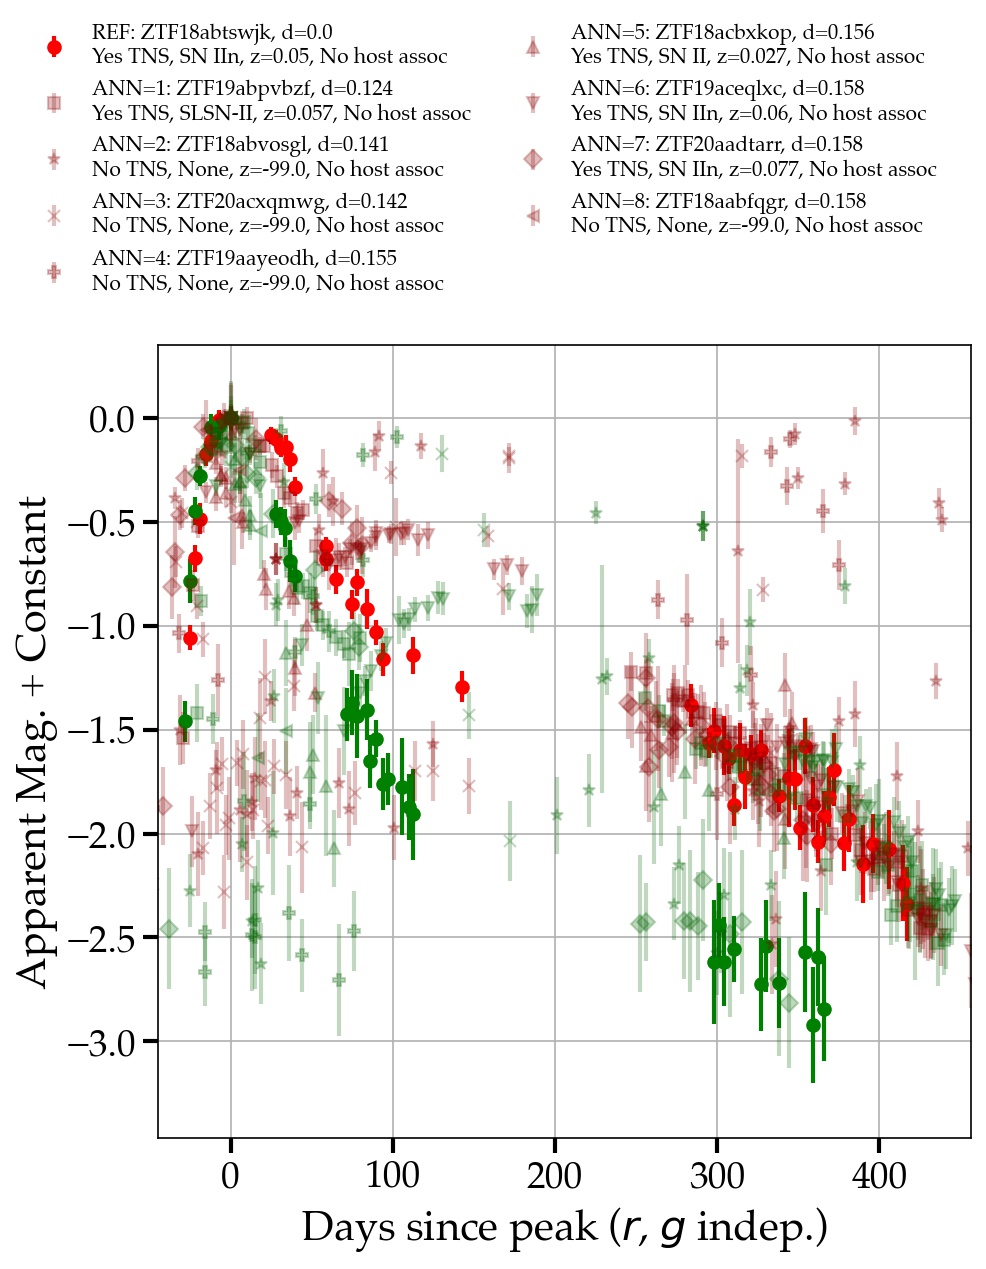 REF: ZTF18abtswjk, d=0.0
Yes TNS, SN IIn, z=0.05, No host assoc
ANN=1: ZTF19abpvbzf, d=0.124
Yes TNS, SLSN-II, z=0.057, No host assoc
ANN=2: ZTF18abvosgl, d=0.141
No TNS, None, z=-99.0, No host assoc
ANN=3: ZTF20acxqmwg, d=0.142
No TNS, None, z=-99.0, No host assoc
ANN=4: ZTF19aayeodh, d=0.155
No TNS, None, z=-99.0, No host assoc
ANN=5: ZTF18acbxkop, d=0.156
Yes TNS, SN II, z=0.027, No host assoc
ANN=6: ZTF19aceqlxc, d=0.158
Yes TNS, SN IIn, z=0.06, No host assoc
ANN=7: ZTF20aadtarr, d=0.158
Yes TNS, SN IIn, z=0.077, No host assoc
ANN=8: ZTF18aabfqgr, d=0.158
No TNS, None, z=-99.0, No host assoc
Apparent Mag. + Constant
0.0
−0.5
−1.0
−1.5
−2.0
−2.5
−3.0
0 100 200 300 400
Days since peak (r, g indep.)